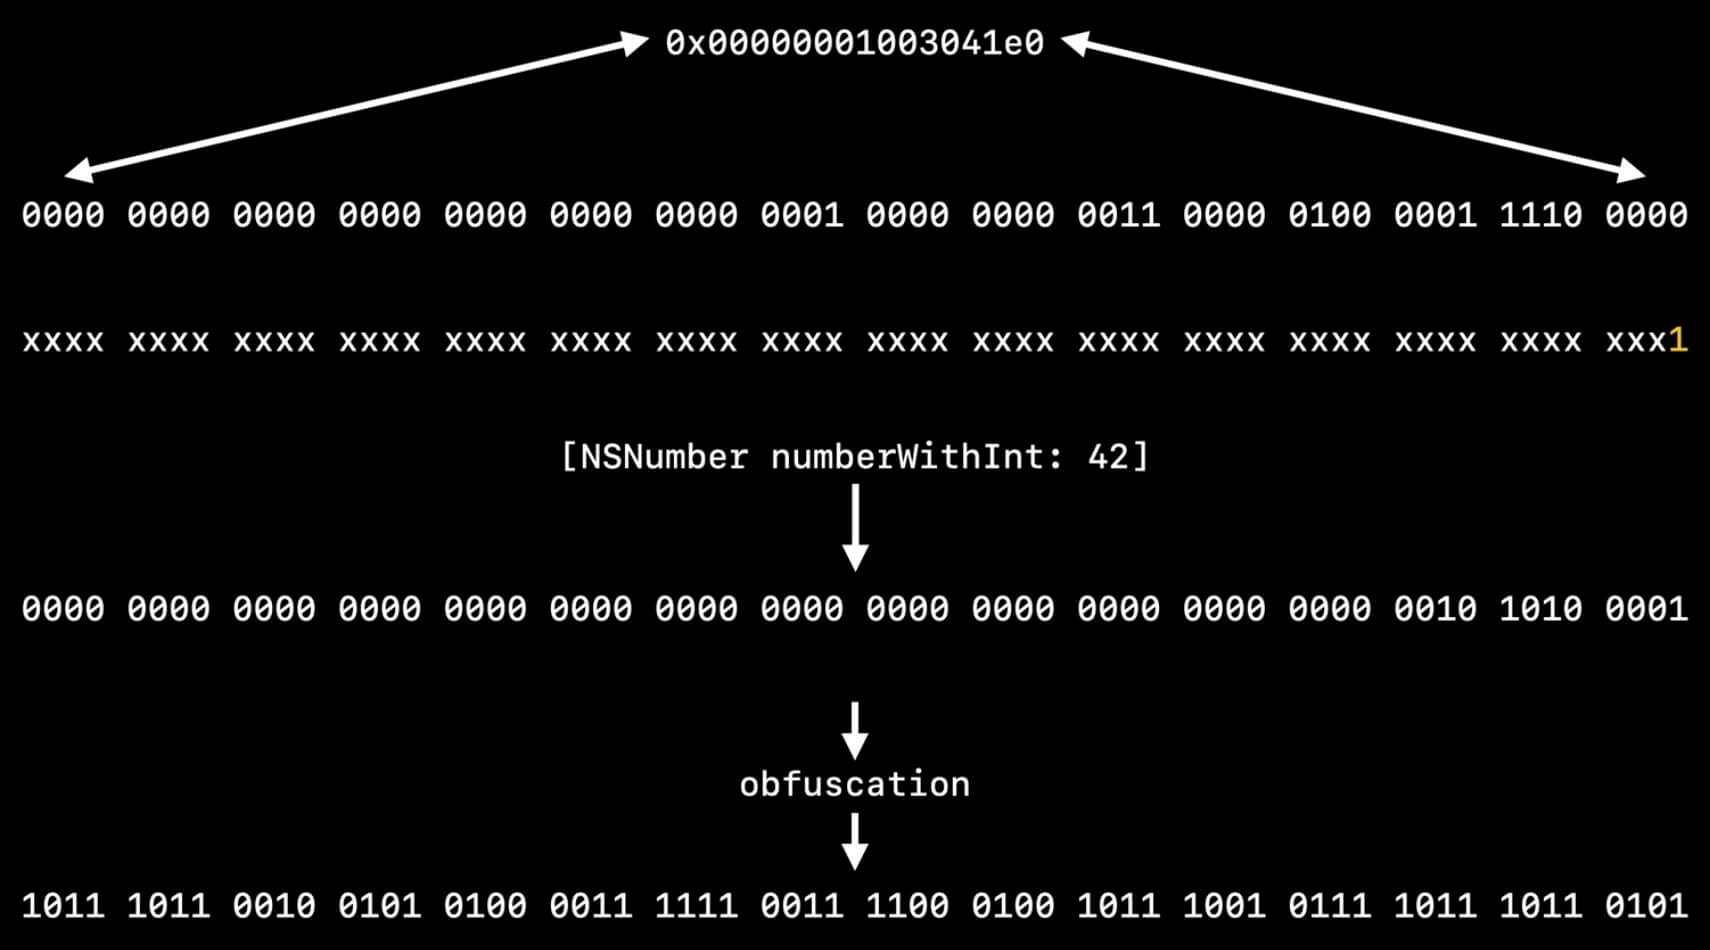 0x00000001003041e0
0000 0000 0000 0000 0000 0000 0000 0001 0000 0000 0011 0000 0100 0001 1110 0000
xxxx xxxx xxxx xxxx xxxx xxxx xxxx xxxx xxxx xxxx xxxx xxxx xxxx xxxx xxxx xxx1
[NSNumber numberWithInt: 42]
0000 0000 0000 0000 0000 0000 0000 0000 0000 0000 0000 0000 0000 0010 1010 0001
obfuscation
1011 1011 0010 0101 0100 0011 1111 0011 1100 0100 1011 1001 0111 1011 1011 0101